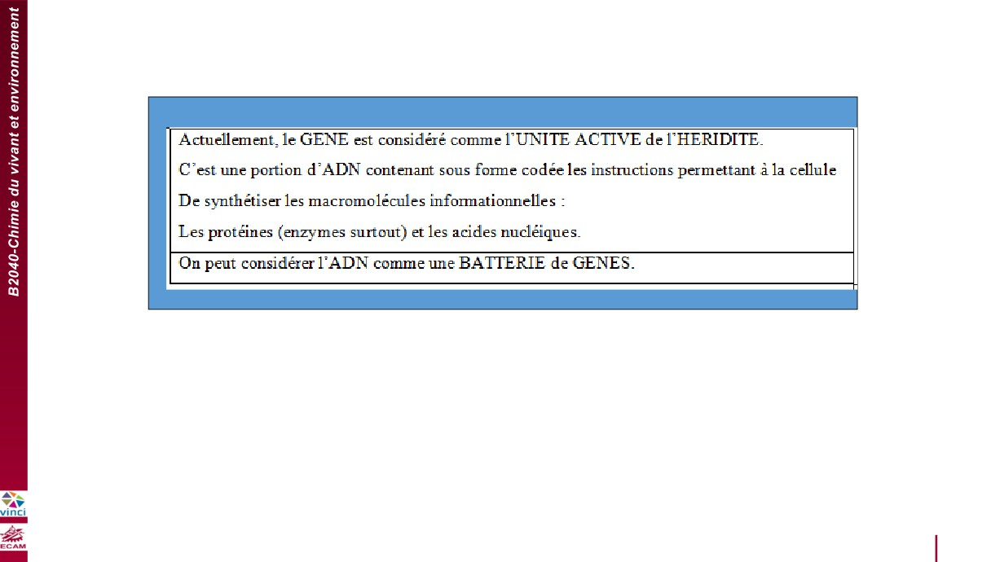 B2040-Chimie du vivant et environnement
Actuellement, le GENE est considéré comme l’UNITE ACTIVE de l’HERIDITE.
C’est une portion d’ADN contenant sous forme codée les instructions permettant à la cellule
De synthétiser les macromolécules informationnelles :
Les protéines (enzymes surtout) et les acides nucléiques.
On peut considérer l’ADN comme une BATTERIE de GENES.
vinci
ECAM